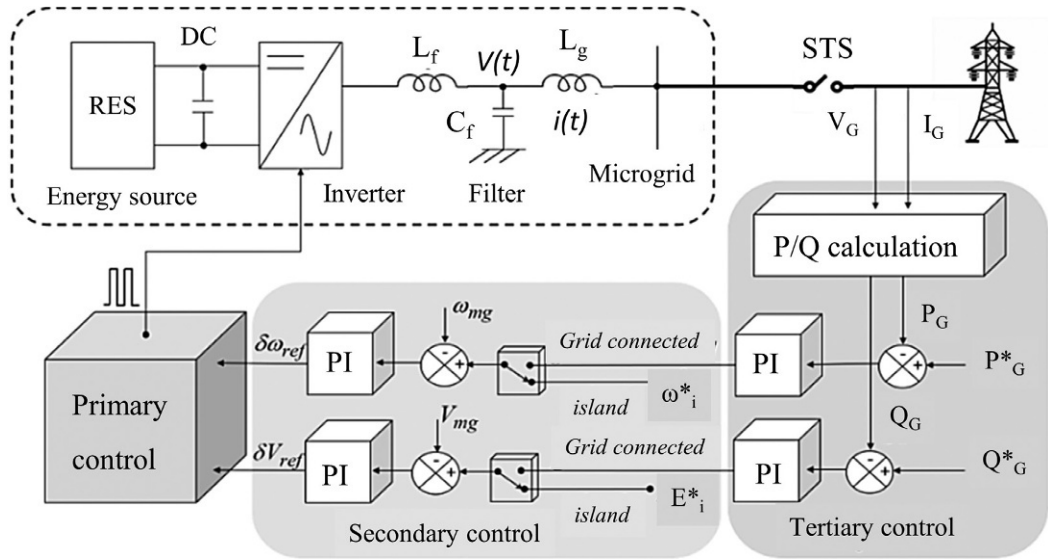 DC
L_f
V(t)
L_g
STS
RES
C_f
i(t)
V_G
I_G
Energy source
Inverter
Filter
Microgrid
P/Q calculation
ω_mg
P_G
δω_ref
PI
-
+
Grid connected
PI
-
+
P*_G
island
ω*_i
Primary
control
V_mg
Q_G
δV_ref
PI
-
+
Grid connected
PI
-
+
Q*_G
island
E*_i
Secondary control
Tertiary control